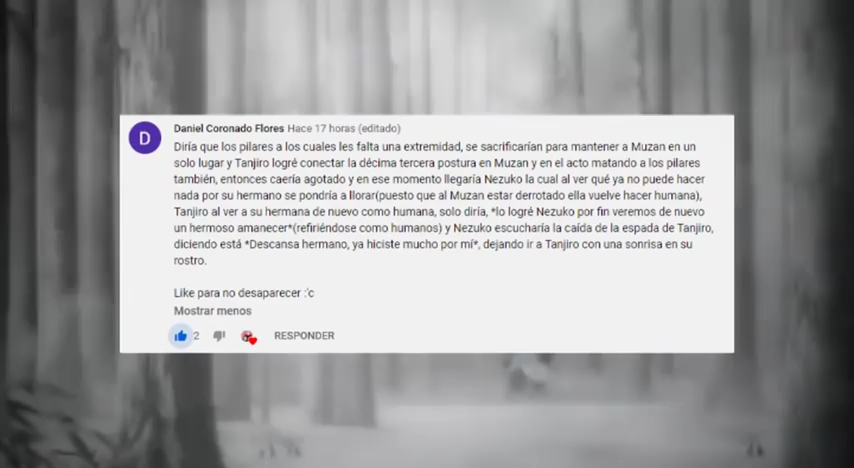 D
Daniel Coronado Flores Hace 17 horas (editado)
Diría que los pilares a los cuales les falta una extremidad, se sacrificarían para mantener a Muzan en un
solo lugar y Tanjiro logré conectar la décima tercera postura en Muzan y en el acto matando a los pilares
también, entonces caería agotado y en ese momento llegaría Nezuko la cual al ver qué ya no puede hacer
nada por su hermano se pondría a llorar(puesto que al Muzan estar derrotado ella vuelve hacer humana),
Tanjiro al ver a su hermana de nuevo como humana, solo diría, *lo logré Nezuko por fin veremos de nuevo
un hermoso amanecer*(refiriéndose como humanos) y Nezuko escucharía la caída de la espada de Tanjiro,
diciendo está *Descansa hermano, ya hiciste mucho por mí*, dejando ir a Tanjiro con una sonrisa en su
rostro.
Like para no desaparecer :'c
Mostrar menos
2 RESPONDER